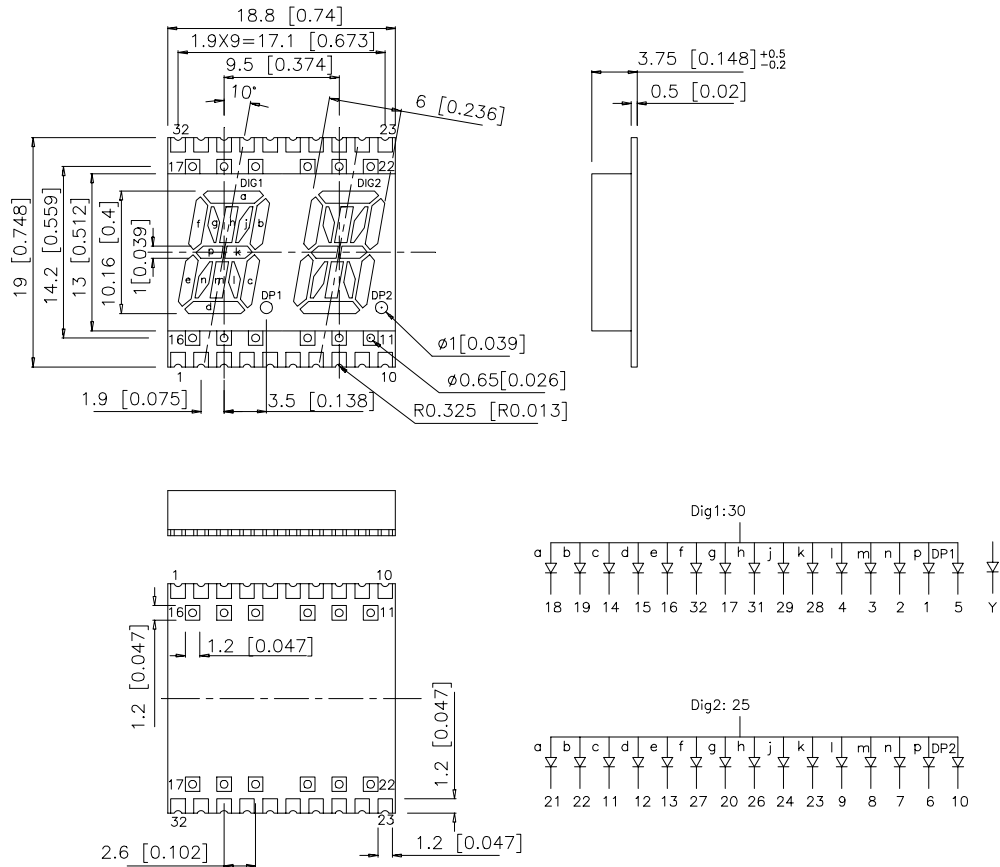 18.8 [0.74]
1.9X9=17.1 [0.673]
9.5 [0.374]
10°
6 [0.236]
32
23
17
22
DIG1
DIG2
a
f g h j b
p k
e n m l c
d
DP1
DP2
16
11
1
10
19 [0.748]
14.2 [0.559]
13 [0.512]
10.16 [0.4]
1[0.039]
ø1[0.039]
ø0.65[0.026]
R0.325 [R0.013]
1.9 [0.075]
3.5 [0.138]
3.75 [0.148] +0.5 -0.2
0.5 [0.02]
1
10
16
11
1.2 [0.047]
1.2 [0.047]
1.2 [0.047]
17
22
32
23
2.6 [0.102]
1.2 [0.047]
Dig1:30
a b c d e f g h j k l m n p DP1
18 19 14 15 16 32 17 31 29 28 4 3 2 1 5 Y
Dig2: 25
a b c d e f g h j k l m n p DP2
21 22 11 12 13 27 20 26 24 23 9 8 7 6 10